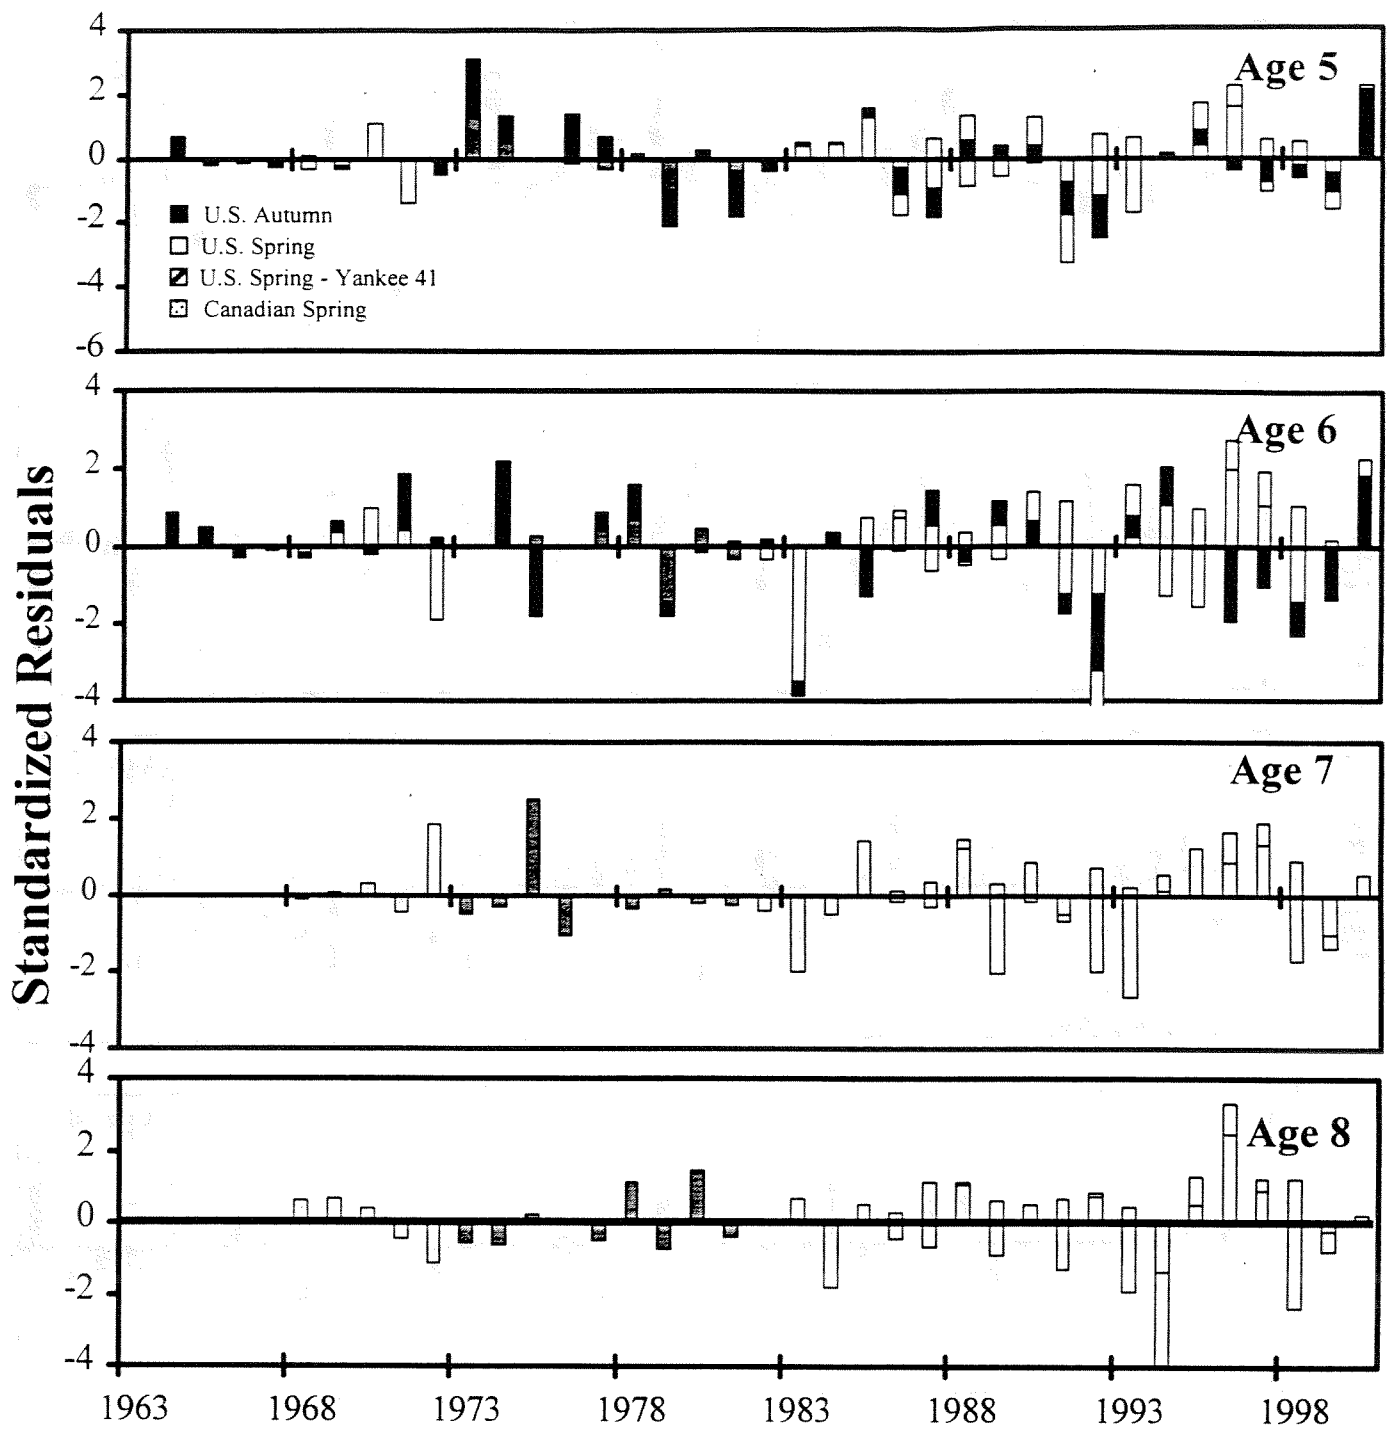 4
Age 5
2
0
U.S. Autumn
-2
U.S. Spring
U.S. Spring - Yankee 41
-4
Canadian Spring
-6
4
Age 6
2
0
-2
-4
Standardized Residuals
4
Age 7
2
0
-2
-4
4
Age 8
2
0
-2
-4
1963 1968 1973 1978 1983 1988 1993 1998